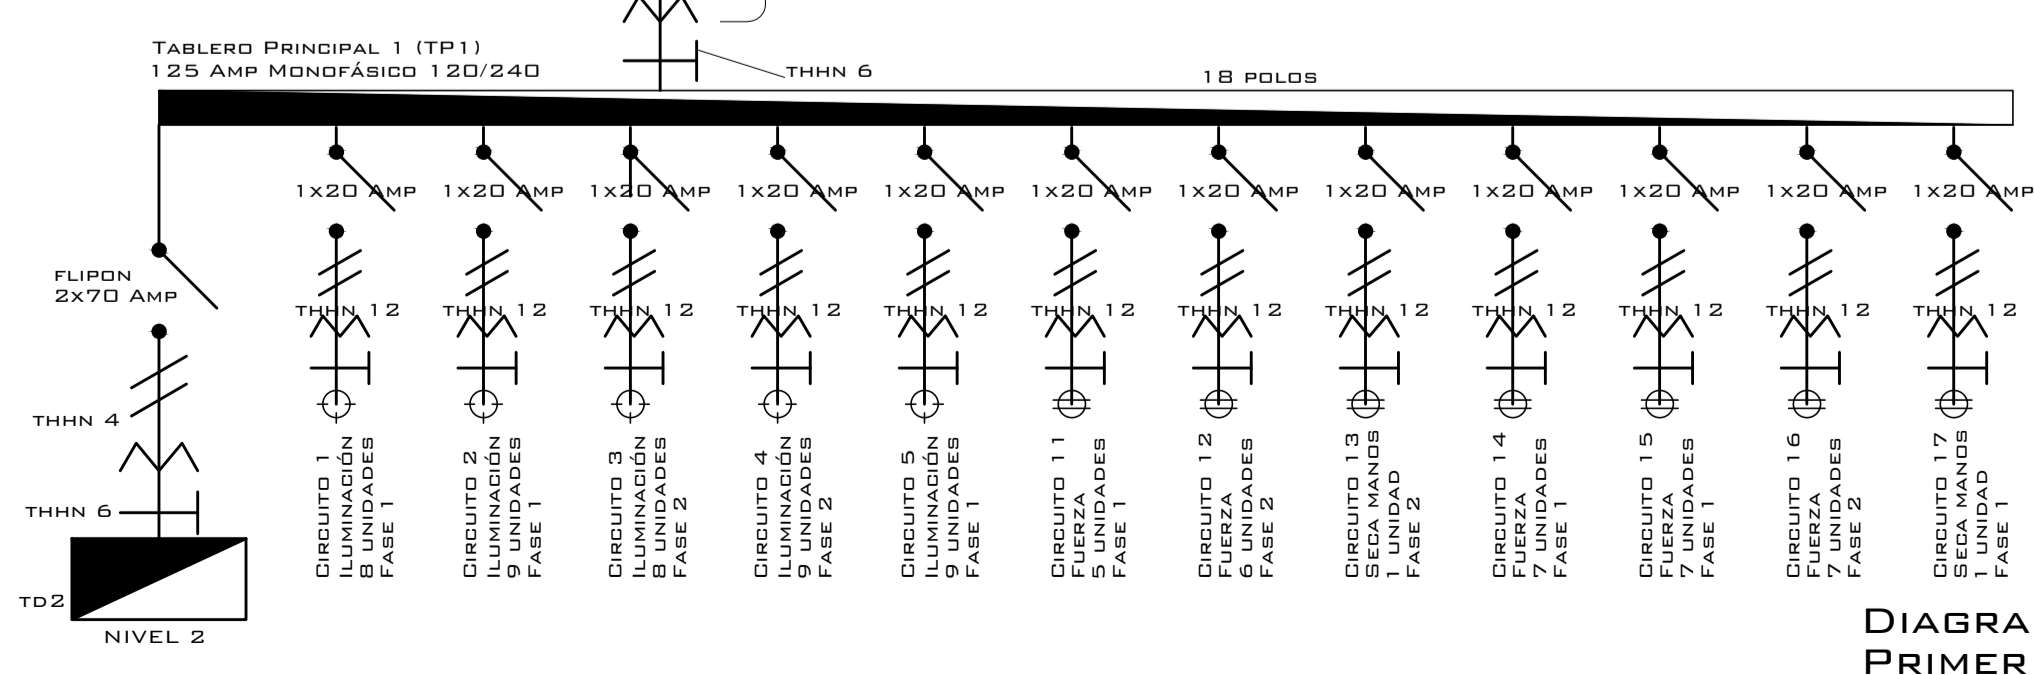 Tablero Principal 1 (TP1)
125 Amp Monofásico 120/240
THHN 6
18 POLOS
1x20 Amp
1x20 Amp
1x20 Amp
1x20 Amp
1x20 Amp
1x20 Amp
1x20 Amp
1x20 Amp
1x20 Amp
1x20 Amp
1x20 Amp
1x20 Amp
FLIPON
2x70 Amp
THHN 12
THHN 12
THHN 12
THHN 12
THHN 12
THHN 12
THHN 12
THHN 12
THHN 12
THHN 12
THHN 12
THHN 12
THHN 4
THHN 6
TD2
NIVEL 2
Circuito 1
Iluminación
8 unidades
Fase 1
Circuito 2
Iluminación
9 unidades
Fase 1
Circuito 3
Iluminación
8 unidades
Fase 2
Circuito 4
Iluminación
9 unidades
Fase 2
Circuito 5
Iluminación
9 unidades
Fase 1
Circuito 11
Fuerza
5 unidades
Fase 1
Circuito 12
Fuerza
6 unidades
Fase 2
Circuito 13
Seca manos
1 unidad
Fase 2
Circuito 14
Fuerza
7 unidades
Fase 1
Circuito 15
Fuerza
7 unidades
Fase 1
Circuito 16
Fuerza
7 unidades
Fase 2
Circuito 17
Seca manos
1 unidad
Fase 1
Diagra
Primer